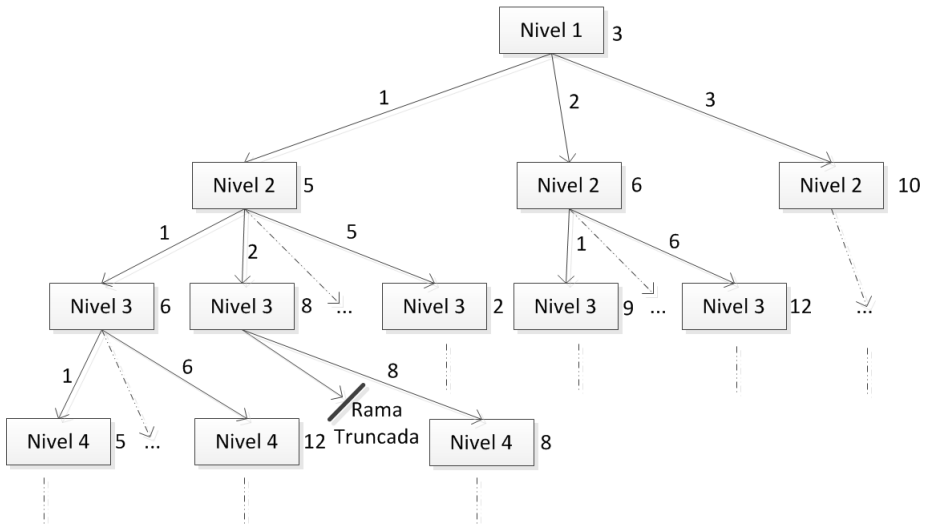 Nivel 1 3
1 2 3
Nivel 2 5 Nivel 2 6 Nivel 2 10
1 2 5 1 6
Nivel 3 6 Nivel 3 8 ... Nivel 3 2 Nivel 3 9 ... Nivel 3 12 ...
1 6 8
Rama
Truncada
Nivel 4 5 ... Nivel 4 12 Nivel 4 8